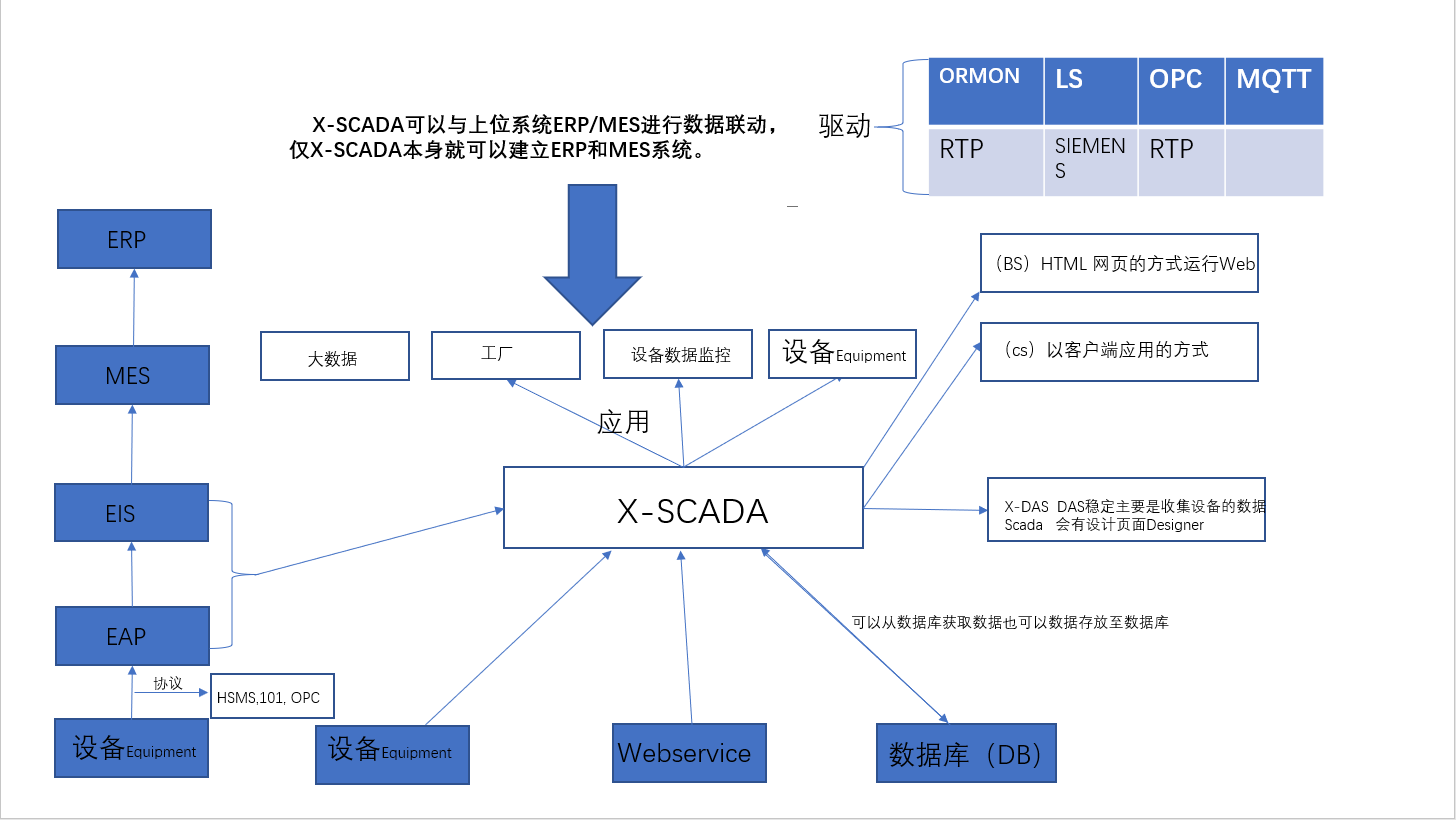 X-SCADA可以与上位系统ERP/MES进行数据联动，
仅X-SCADA本身就可以建立ERP和MES系统。
驱动
ORMON LS OPC MQTT
RTP SIEMEN RTP
S
ERP
MES
EIS
EAP
协议
HSMS,101, OPC
设备Equipment
大数据
工厂
设备数据监控
设备Equipment
应用
X-SCADA
（BS）HTML 网页的方式运行Web
（cs）以客户端应用的方式
X-DAS DAS稳定主要是收集设备的数据
Scada 会有设计页面Designer
可以从数据库获取数据也可以数据存放至数据库
设备Equipment
Webservice
数据库（DB）